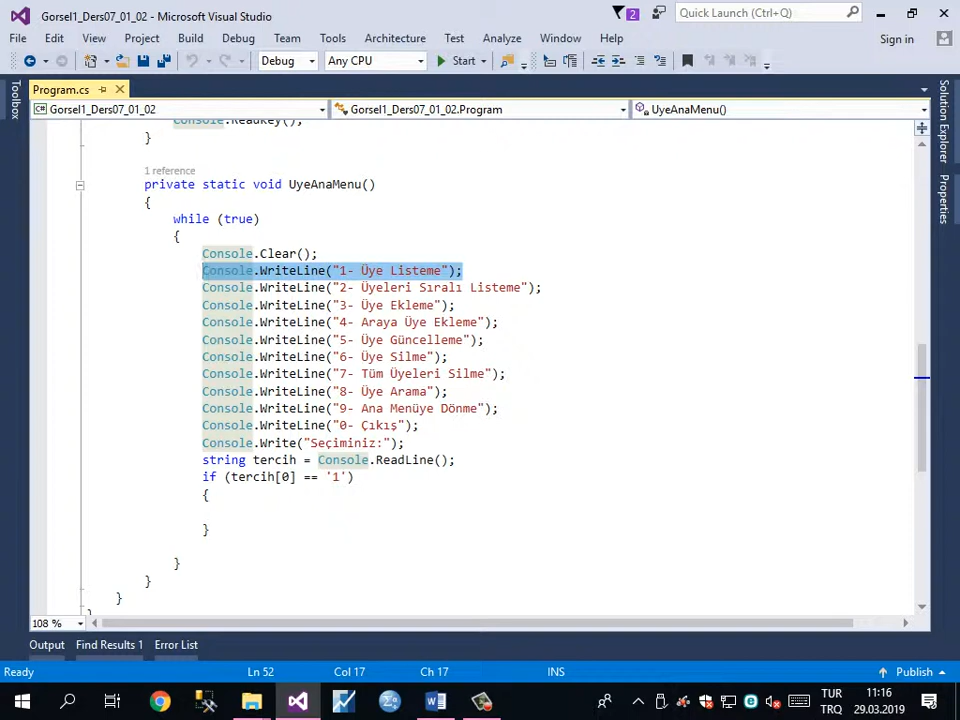 Gorsel1_Ders07_01_02 - Microsoft Visual Studio
2
Quick Launch (Ctrl+Q)
File Edit View Project Build Debug Team Tools Architecture Test Analyze Window Help
Sign in
Debug Any CPU Start
Toolbox
Program.cs
Gorsel1_Ders07_01_02 Gorsel1_Ders07_01_02.Program UyeAnaMenu()
Solution Explorer
Properties
Console.ReadKey();
}
1 reference
private static void UyeAnaMenu()
{
while (true)
{
Console.Clear();
Console.WriteLine("1- Üye Listeme");
Console.WriteLine("2- Üyeleri Sıralı Listeme");
Console.WriteLine("3- Üye Ekleme");
Console.WriteLine("4- Araya Üye Ekleme");
Console.WriteLine("5- Üye Güncelleme");
Console.WriteLine("6- Üye Silme");
Console.WriteLine("7- Tüm Üyeleri Silme");
Console.WriteLine("8- Üye Arama");
Console.WriteLine("9- Ana Menüye Dönme");
Console.WriteLine("0- Çıkış");
Console.Write("Seçiminiz:");
string tercih = Console.ReadLine();
if (tercih[0] == '1')
{
}
}
}
}
}
108 %
Output Find Results 1 Error List
Ready Ln 52 Col 17 Ch 17 INS Publish
TUR 11:16
TRQ 29.03.2019